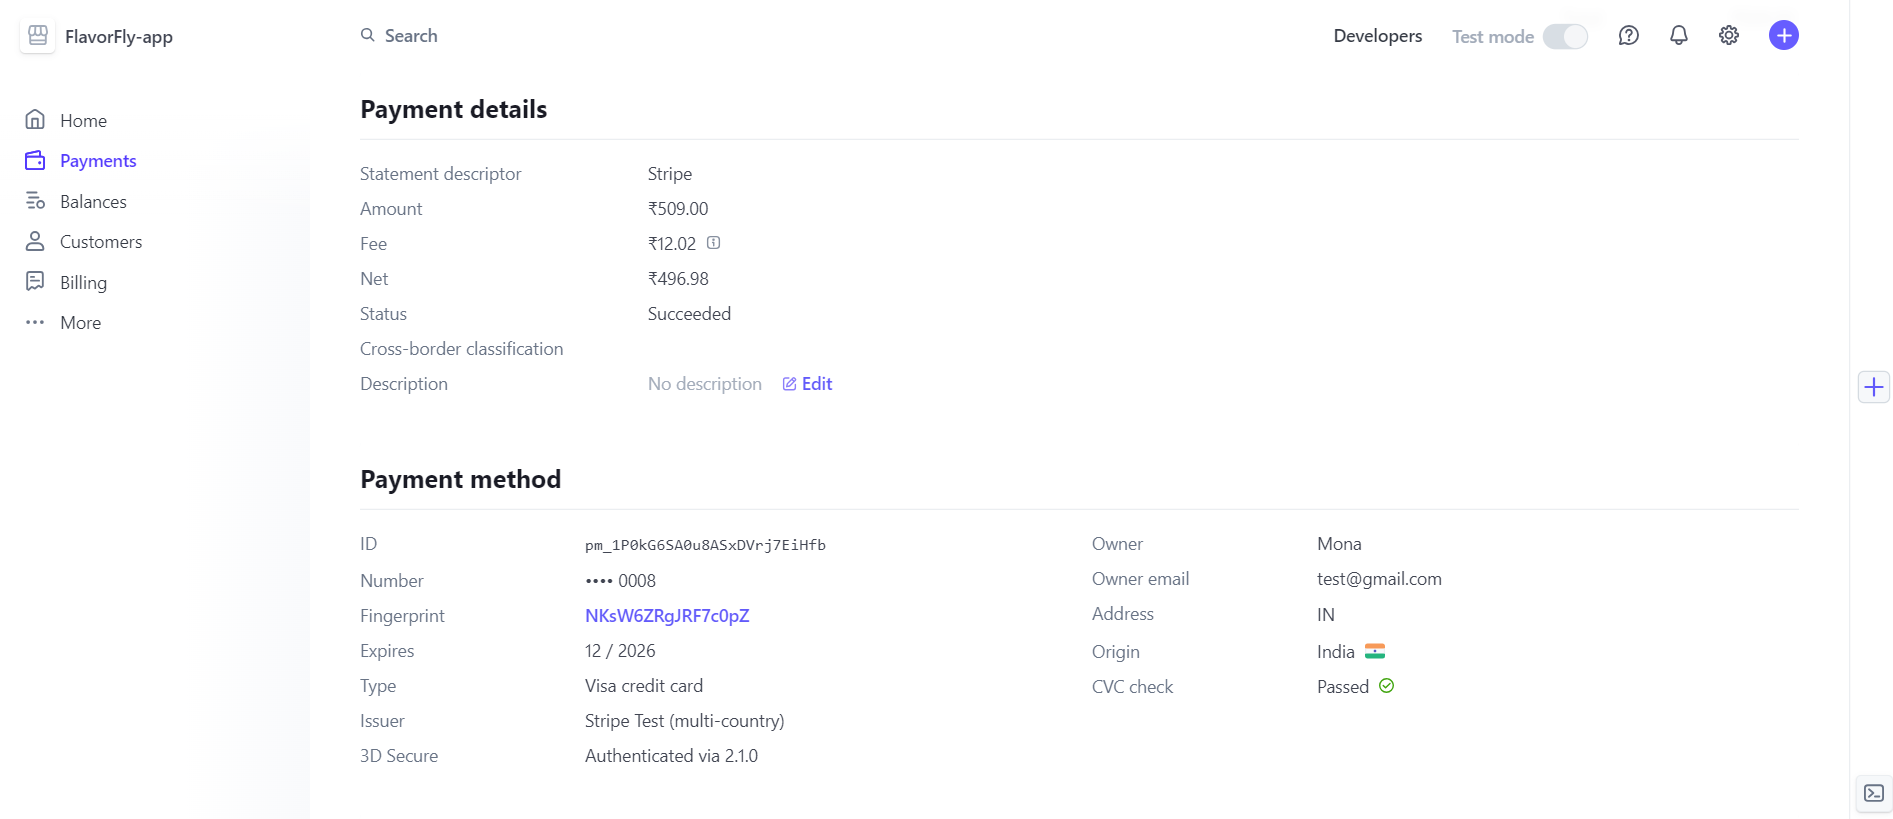 FlavorFly-app
Search
Developers
Test mode
Home
Payments
Balances
Customers
Billing
More
Payment details
Statement descriptor Stripe
Amount ₹509.00
Fee ₹12.02
Net ₹496.98
Status Succeeded
Cross-border classification
Description No description Edit
Payment method
ID pm_1P0kG6SA0u8ASxDVrj7EiHfb
Number •••• 0008
Fingerprint NKsW6ZRgJRF7c0pZ
Expires 12 / 2026
Type Visa credit card
Issuer Stripe Test (multi-country)
3D Secure Authenticated via 2.1.0
Owner Mona
Owner email test@gmail.com
Address IN
Origin India
CVC check Passed